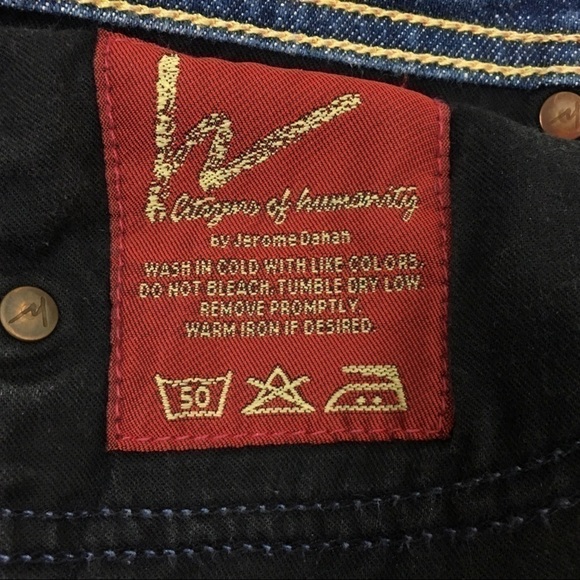 h
Citizens of humanity
by Jerome Dahan
WASH IN COLD WITH LIKE COLORS.
DO NOT BLEACH. TUMBLE DRY LOW.
REMOVE PROMPTLY.
WARM IRON IF DESIRED.
50